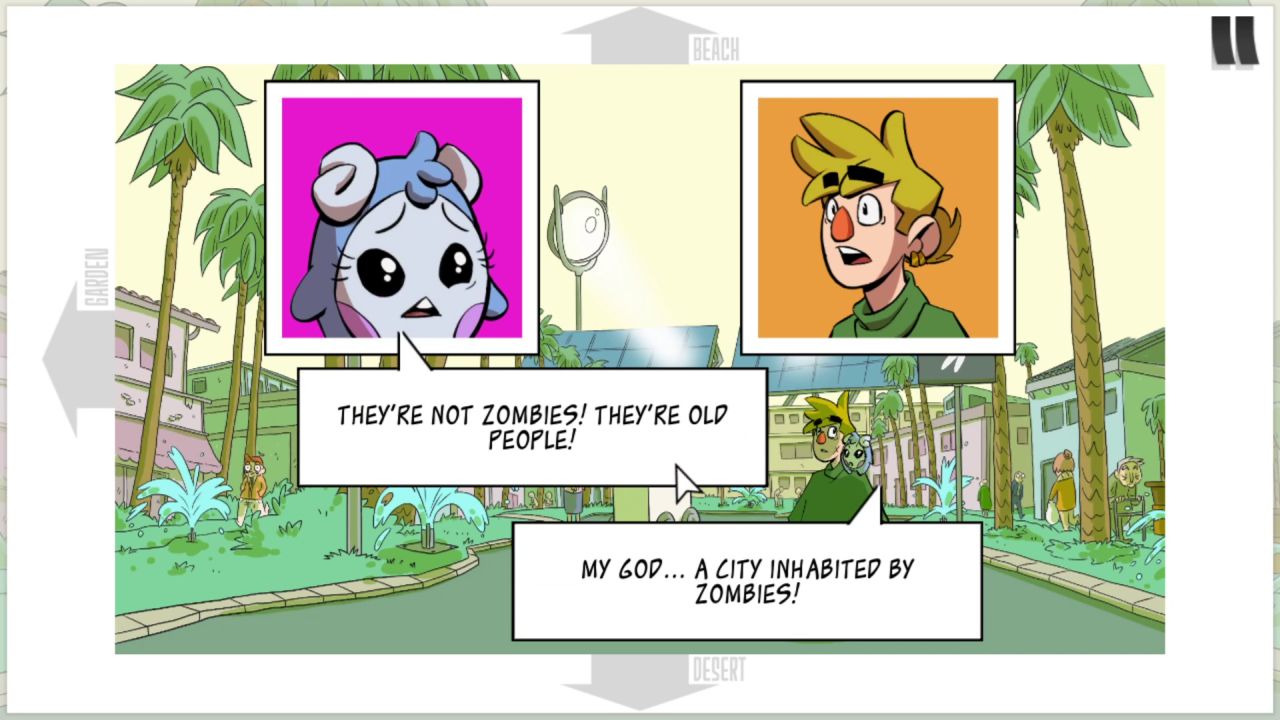 BEACH
GARDEN
THEY'RE NOT ZOMBIES! THEY'RE OLD
PEOPLE!
MY GOD... A CITY INHABITED BY
ZOMBIES!
DESERT